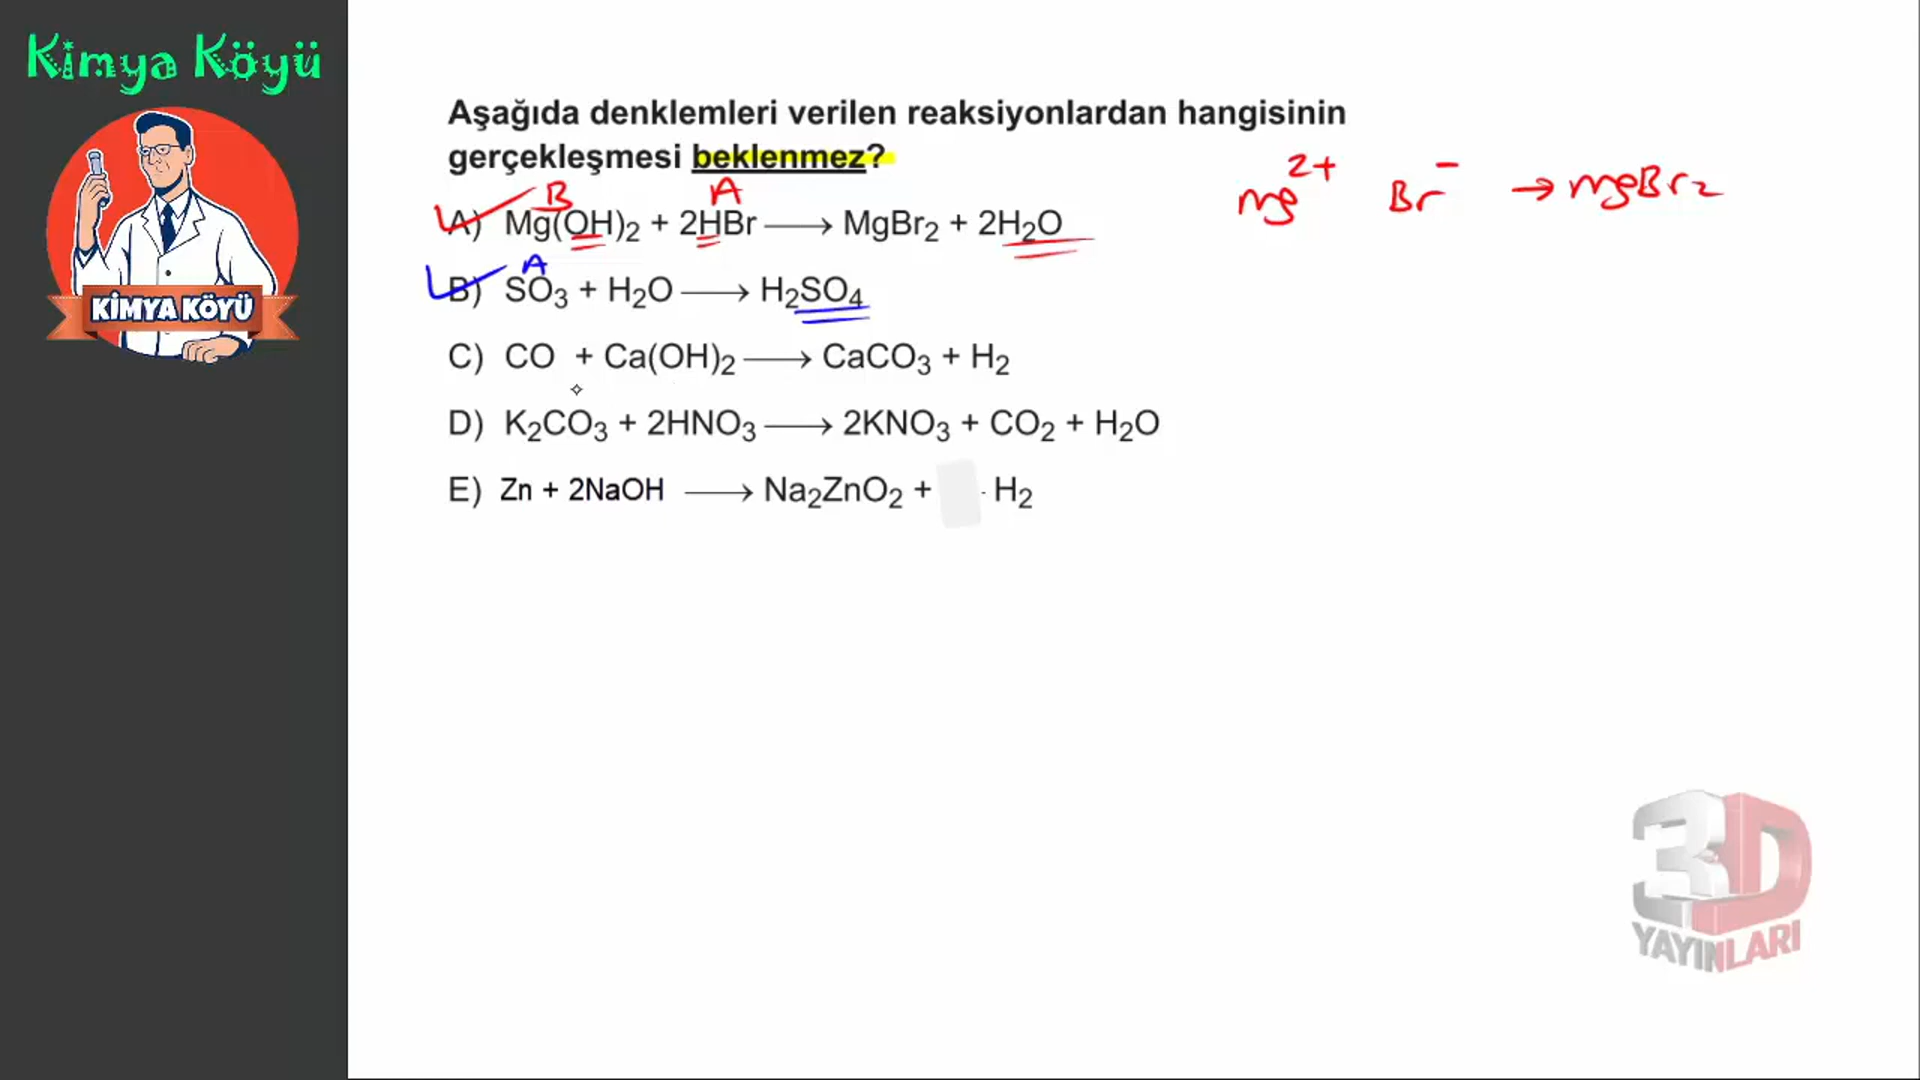 Kimya Köyü
KİMYA KÖYÜ
Aşağıda denklemleri verilen reaksiyonlardan hangisinin
gerçekleşmesi beklenmez?
Mg²⁺ Br⁻ → MgBr₂
B A
A) Mg(OH)₂ + 2HBr ⟶ MgBr₂ + 2H₂O
A
B) SO₃ + H₂O ⟶ H₂SO₄
C) CO + Ca(OH)₂ ⟶ CaCO₃ + H₂
D) K₂CO₃ + 2HNO₃ ⟶ 2KNO₃ + CO₂ + H₂O
E) Zn + 2NaOH ⟶ Na₂ZnO₂ + H₂
3D
YAYINLARI